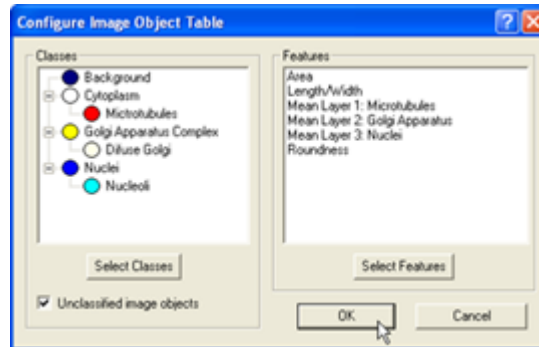 Configure Image Object Table
Classes
Background
Cytoplasm
Mictrotubules
Golgi Apparatus Complex
Difuse Golgi
Nuclei
Nucleoli
Select Classes
Unclassified image objects
Features
Area
Length/Width
Mean Layer 1: Microtubules
Mean Layer 2: Golgi Apparatus
Mean Layer 3: Nuclei
Roundness
Select Features
OK
Cancel